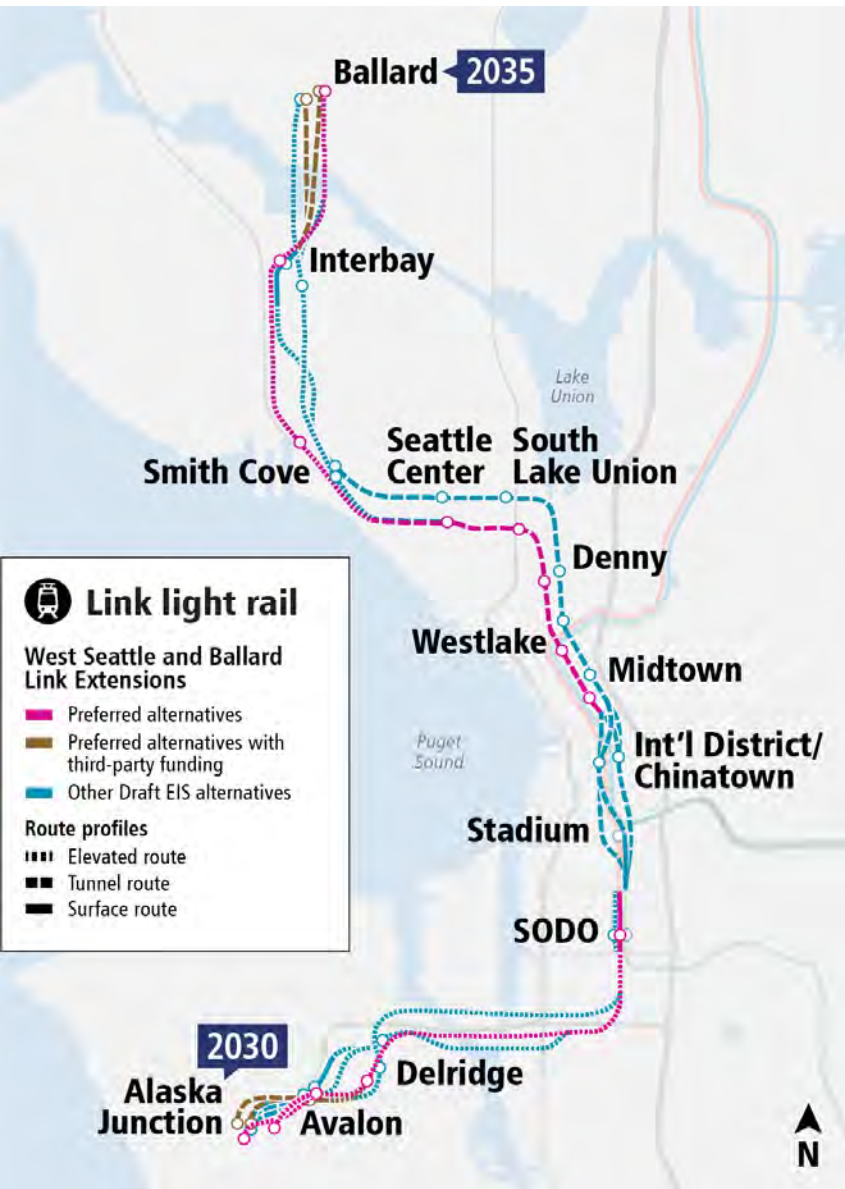 Ballard
2035
Interbay
Lake
Union
Seattle
Center
South
Lake Union
Smith Cove
Denny
Link light rail
West Seattle and Ballard
Link Extensions
Preferred alternatives
Preferred alternatives with
third-party funding
Other Draft EIS alternatives
Route profiles
Elevated route
Tunnel route
Surface route
Westlake
Midtown
Puget
Sound
Int'l District/
Chinatown
Stadium
SODO
2030
Alaska
Junction
Delridge
Avalon
N